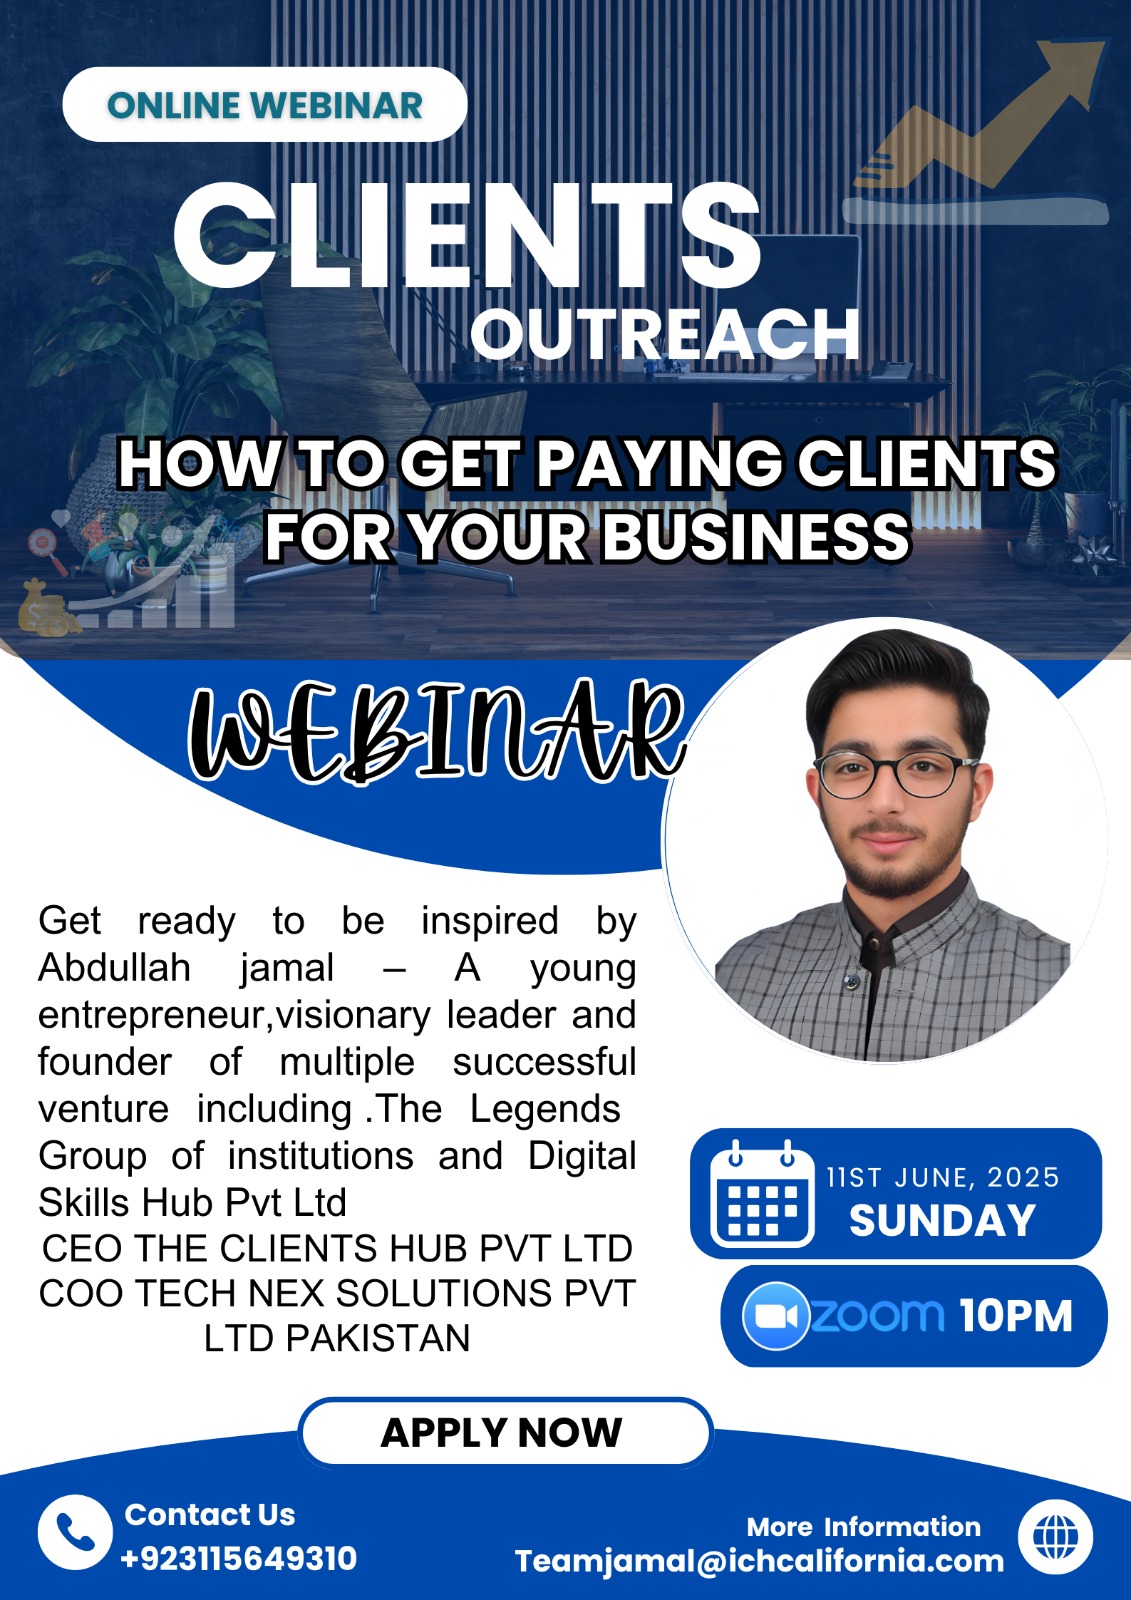 ONLINE WEBINAR
CLIENTS
OUTREACH
HOW TO GET PAYING CLIENTS
FOR YOUR BUSINESS
WEBINAR
Get ready to be inspired by
Abdullah jamal – A young
entrepreneur,visionary leader and
founder of multiple successful
venture including .The Legends
Group of institutions and Digital
Skills Hub Pvt Ltd
CEO THE CLIENTS HUB PVT LTD
COO TECH NEX SOLUTIONS PVT
LTD PAKISTAN
11ST JUNE, 2025
SUNDAY
zoom 10PM
APPLY NOW
Contact Us
+923115649310
More Information
Teamjamal@ichcalifornia.com